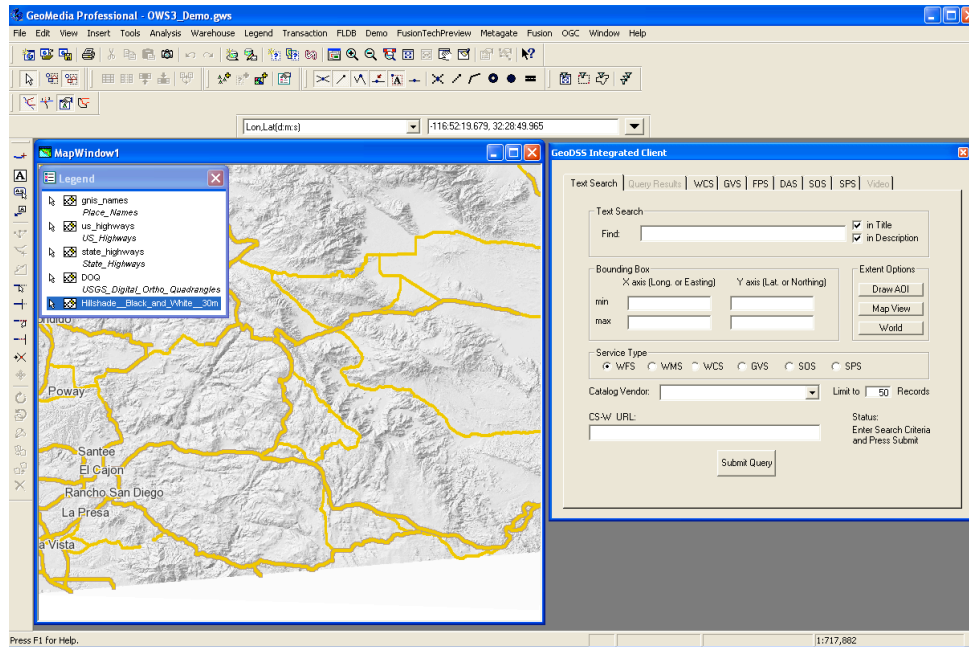 GeoMedia Professional - OWS3_Demo.gws
File Edit View Insert Tools Analysis Warehouse Legend Transaction FLDB Demo FusionTechPreview Metagate Fusion OGC Window Help
Lon,Lat(d:m:s) -116:52:19.679, 32:28:49.965
MapWindow1
Legend
gnis_names
Place_Names
us_highways
US_Highways
state_highways
State_Highways
DOQ
USGS_Digital_Ortho_Quadrangles
Hillshade__Black_and_White__30m
Poway
Santee
El Cajon
Rancho San Diego
La Presa
a Vista
GeoDSS Integrated Client
Text Search Query Results WCS GVS FPS DAS SOS SPS Video
Text Search
Find:
in Title
in Description
Bounding Box
X axis (Long. or Easting) Y axis (Lat. or Northing)
min
max
Extent Options
Draw AOI
Map View
World
Service Type
WFS WMS WCS GVS SOS SPS
Catalog Vendor: Limit to 50 Records
CS-W URL:
Status:
Enter Search Criteria
and Press Submit
Submit Query
Press F1 for Help.
1:717,882